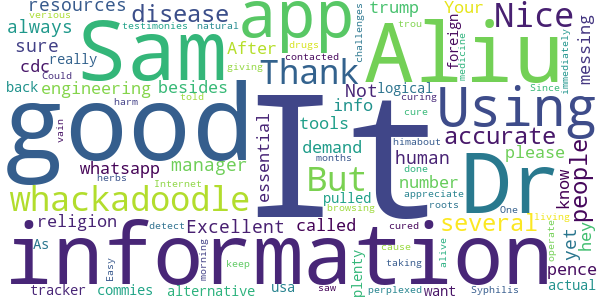 resources
verious
testimonies
natural
app
trump
Your
Nice
always
disease
drugs
After
giving
contacted
challenges
foreign
messing
sure
really
Sam
Thank
Aliu
trou
medicine
Since
immediately
cdc
Could
told
back
engineering
besides
Not
logical
curing
info
cure
Using
vain
harm
good
It
essential
tools
demand
accurate
please
whatsapp
manager
human
Dr
people
himabout
know
herbs
months
But
number
done
appreciate
whackadoodle
Internet
pulled
browsing
roots
One
living
several
yet
hey
religion
Excellent
called
detect
cured
cause
operate
As
morning
keep
information
alive
pence
tracker
Easy
commies
alternative
usa
saw
plenty
taking
perplexed
want
Syphilis
actual